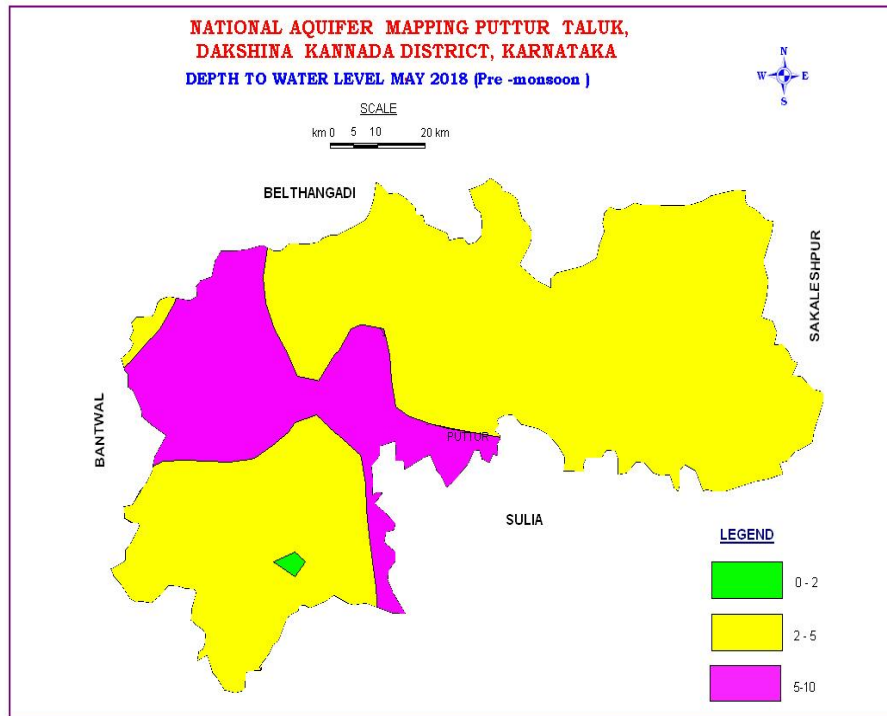 NATIONAL AQUIFER MAPPING PUTTUR TALUK,
DAKSHINA KANNADA DISTRICT, KARNATAKA
DEPTH TO WATER LEVEL MAY 2018 (Pre -monsoon )
N
W E
S
SCALE
km 0 5 10 20 km
BELTHANGADI
SAKALESHPUR
BANTWAL
PUTTUR
SULIA
LEGEND
0 - 2
2 - 5
5-10